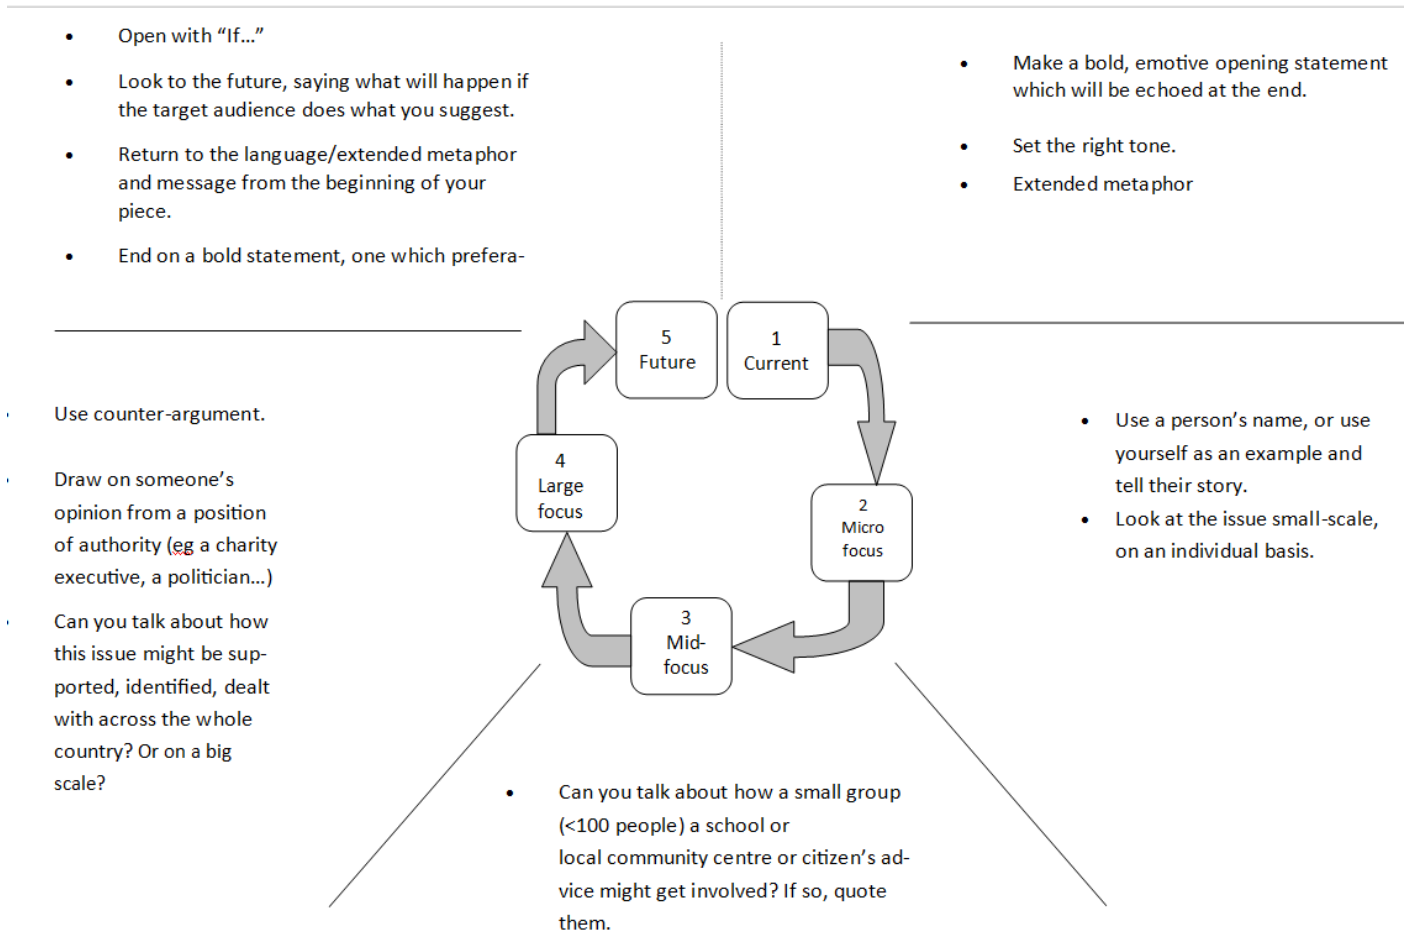 Open with “If…”
Look to the future, saying what will happen if
the target audience does what you suggest.
Return to the language/extended metaphor
and message from the beginning of your
piece.
End on a bold statement, one which prefera-
Make a bold, emotive opening statement
which will be echoed at the end.
Set the right tone.
Extended metaphor
5
Future
1
Current
4
Large
focus
2
Micro
focus
3
Mid-
focus
Use a person’s name, or use
yourself as an example and
tell their story.
Look at the issue small-scale,
on an individual basis.
Can you talk about how a small group
(<100 people) a school or
local community centre or citizen’s ad-
vice might get involved? If so, quote
them.
Use counter-argument.
Draw on someone’s
opinion from a position
of authority (eg a charity
executive, a politician…)
Can you talk about how
this issue might be sup-
ported, identified, dealt
with across the whole
country? Or on a big
scale?